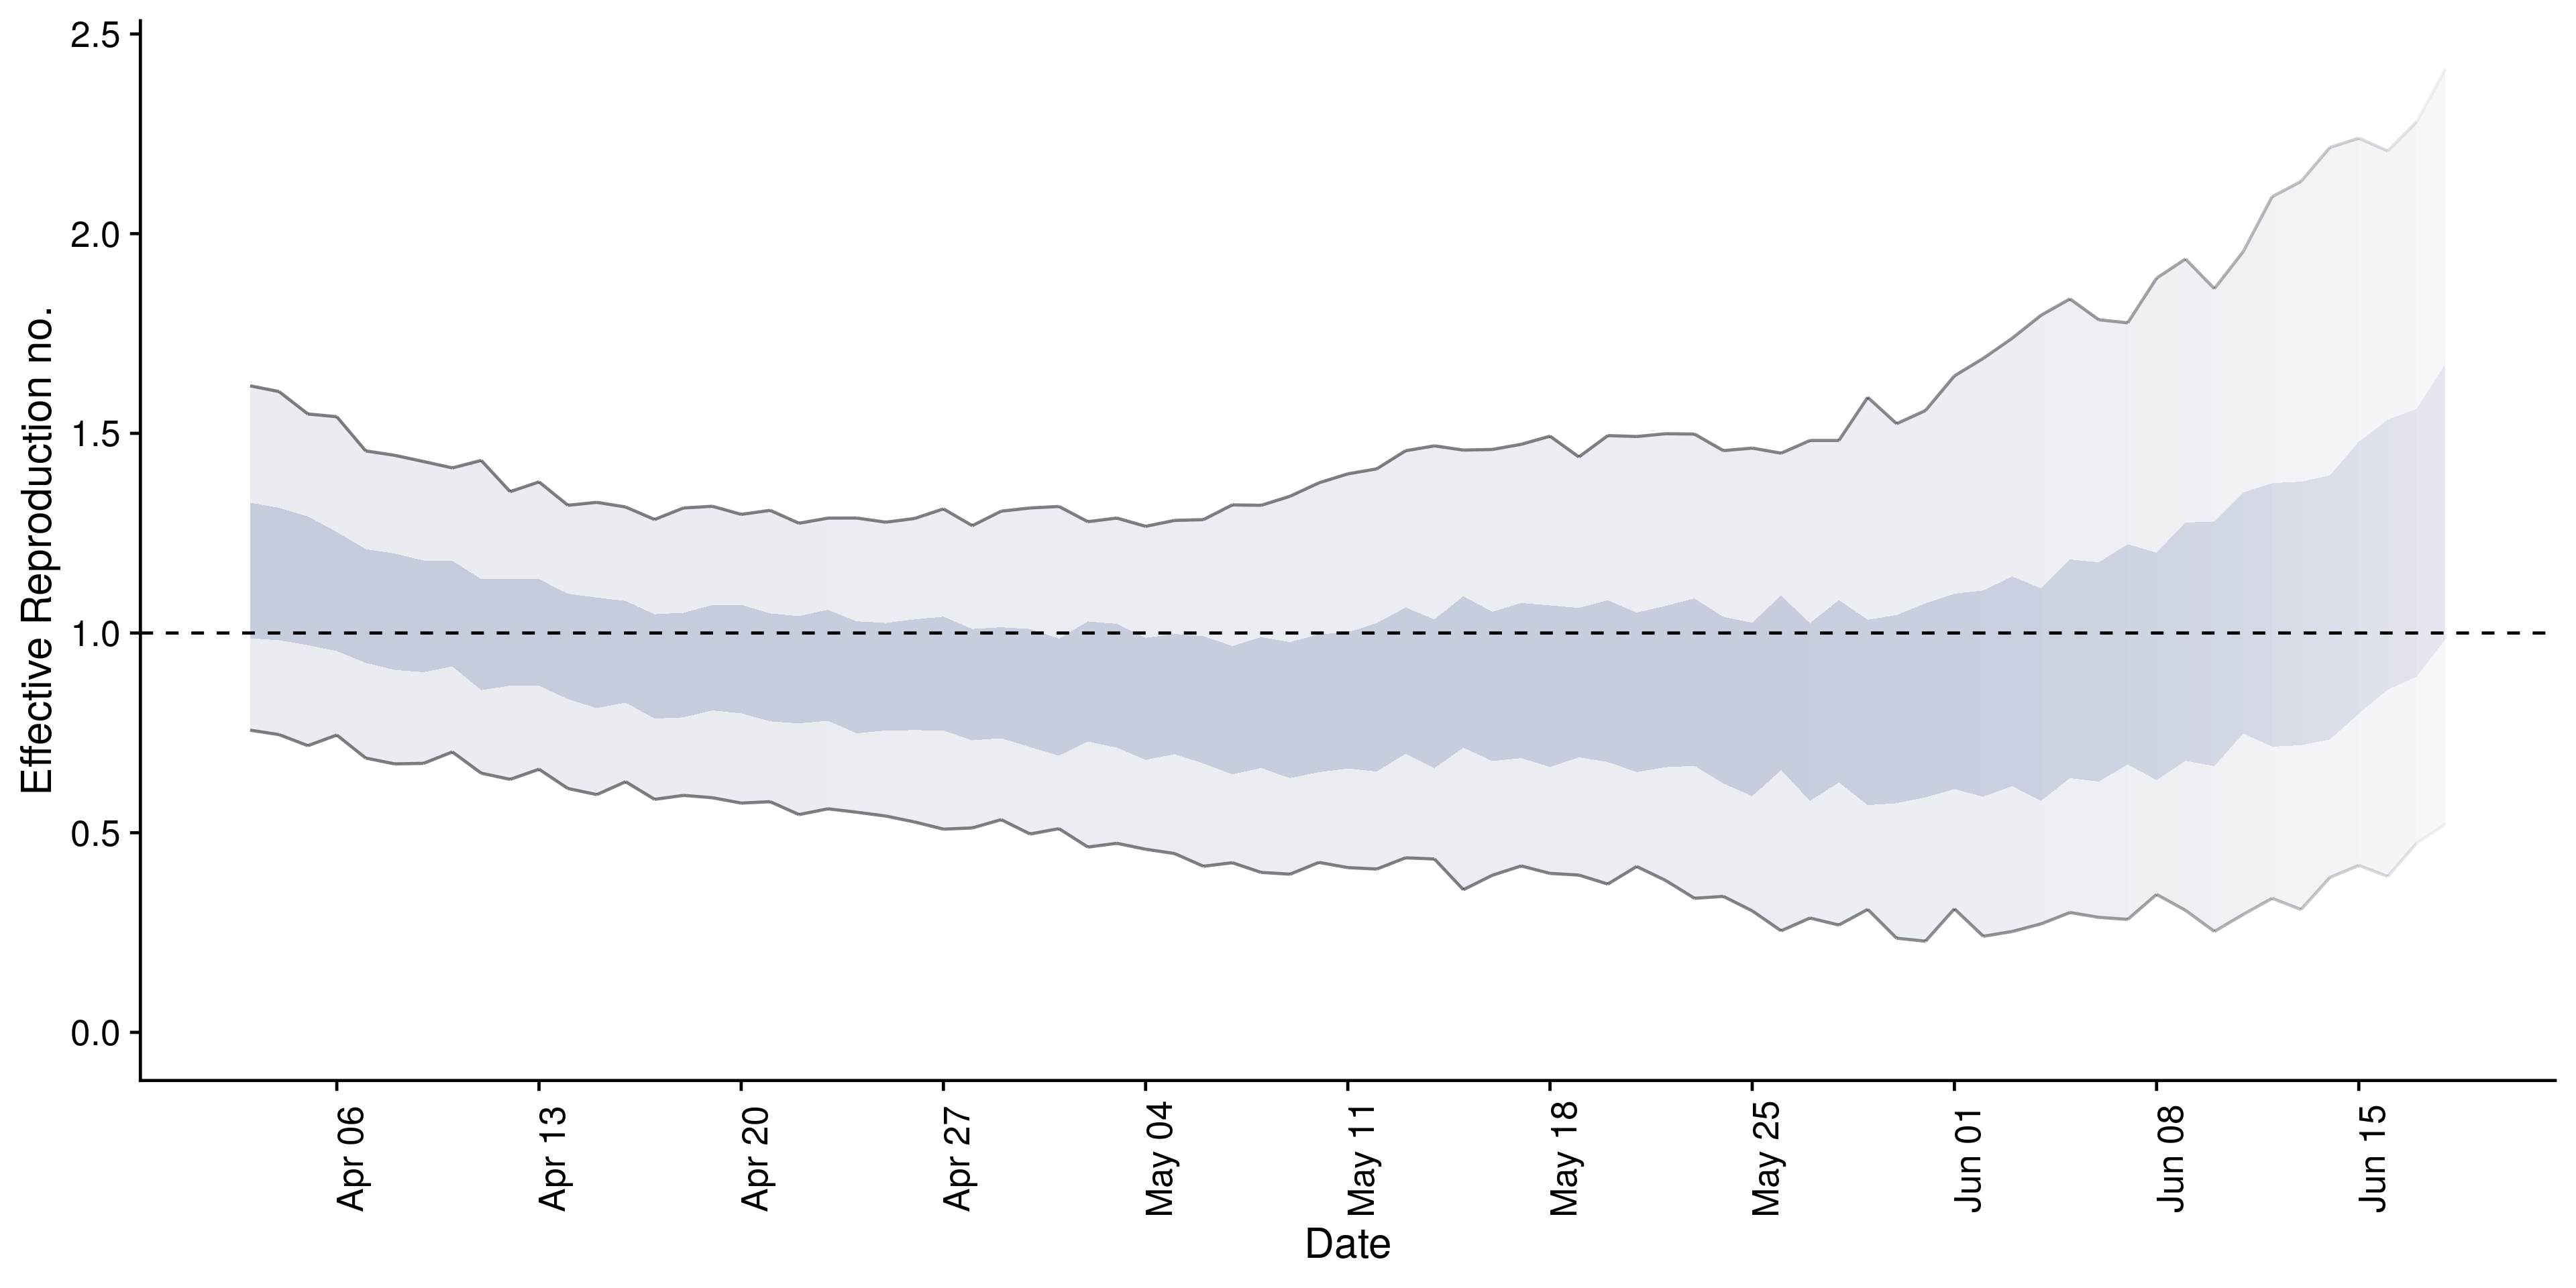 Effective Reproduction no.
2.5
2.0
1.5
1.0
0.5
0.0
Apr 06
Apr 13
Apr 20
Apr 27
May 04
May 11
May 18
May 25
Jun 01
Jun 08
Jun 15
Date